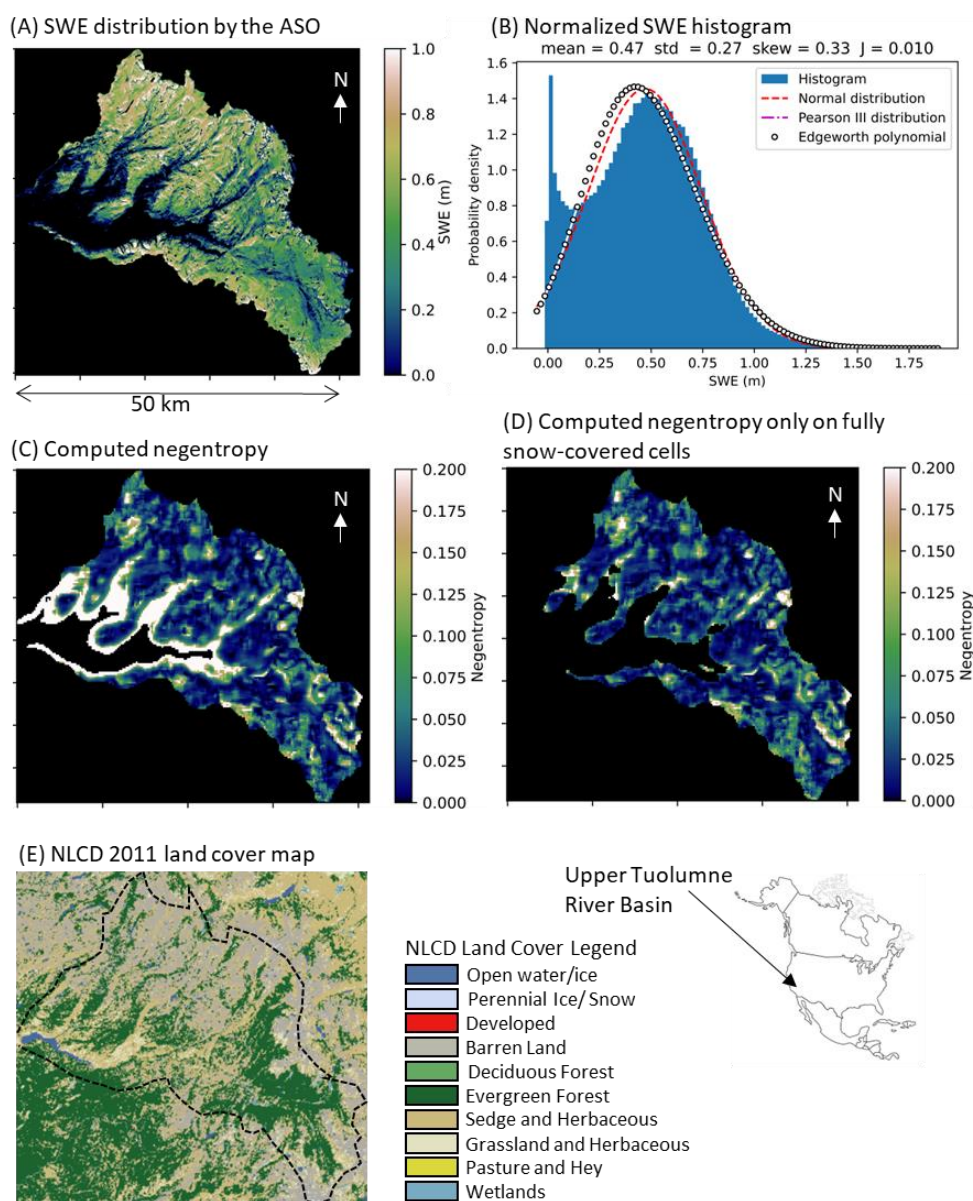 (A) SWE distribution by the ASO
N
1.0
0.8
0.6
0.4
0.2
0.0
SWE (m)
50 km
(B) Normalized SWE histogram
mean = 0.47 std = 0.27 skew = 0.33 J = 0.010
Histogram
Normal distribution
Pearson III distribution
Edgeworth polynomial
Probability density
1.6
1.4
1.2
1.0
0.8
0.6
0.4
0.2
0.0
0.00 0.25 0.50 0.75 1.00 1.25 1.50 1.75
SWE (m)
(C) Computed negentropy
N
0.200
0.175
0.150
0.125
0.100
0.075
0.050
0.025
0.000
Negentropy
(D) Computed negentropy only on fully
snow-covered cells
N
0.200
0.175
0.150
0.125
0.100
0.075
0.050
0.025
0.000
Negentropy
(E) NLCD 2011 land cover map
NLCD Land Cover Legend
Open water/ice
Perennial Ice/ Snow
Developed
Barren Land
Deciduous Forest
Evergreen Forest
Sedge and Herbaceous
Grassland and Herbaceous
Pasture and Hey
Wetlands
Upper Tuolumne
River Basin